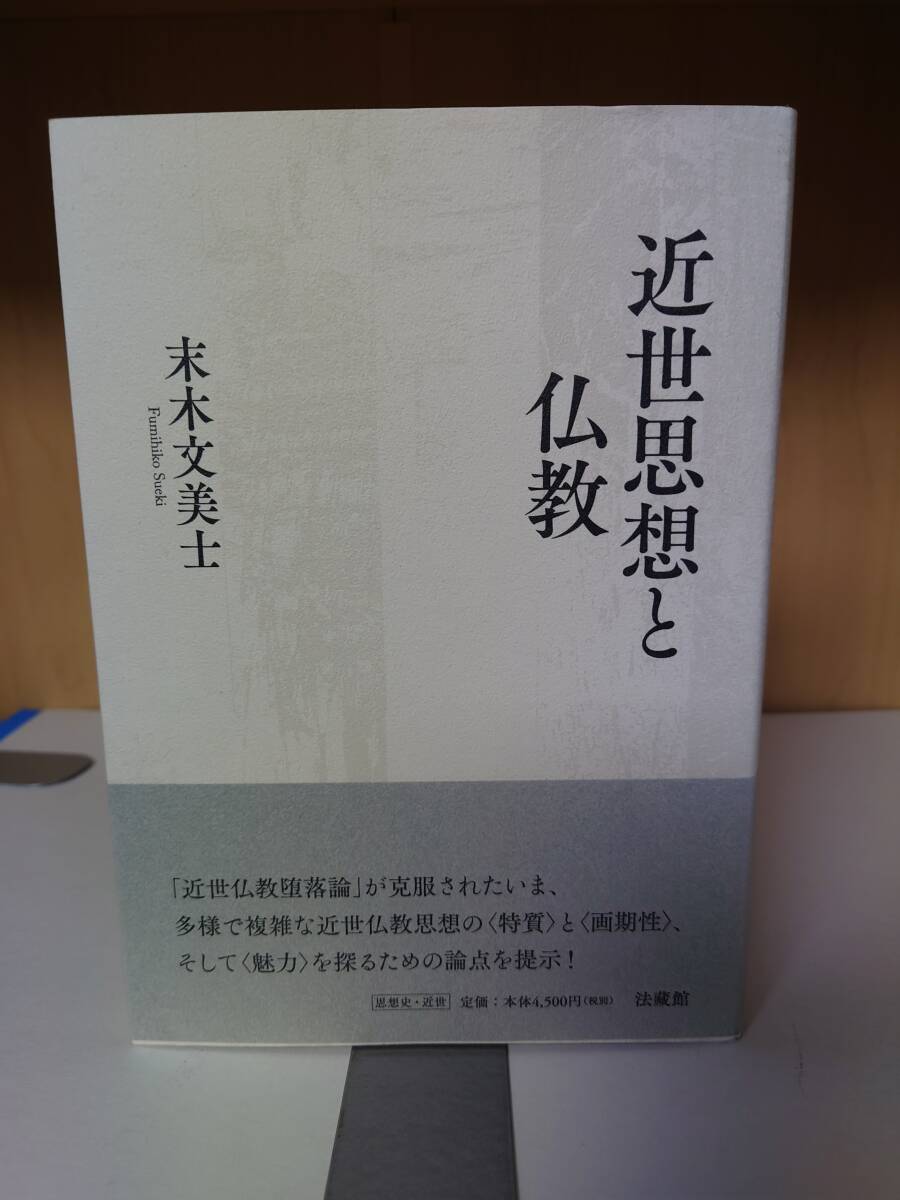 近世思想と
仏教
末木文美士
Fumihiko Sueki
「近世仏教堕落論」が克服されたいま、
多様で複雑な近世仏教思想の〈特質〉と〈画期性〉、
そして〈魅力〉を探るための論点を提示！
思想史・近世 定価：本体4,500円（税別） 法藏館